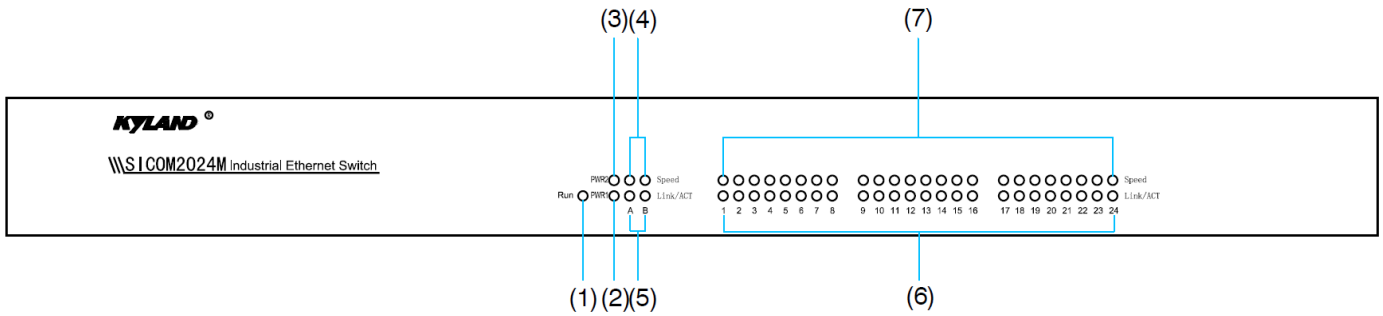 (3)(4) (7)
KYLAND ®
SICOM2024M Industrial Ethernet Switch
PWR2 Speed Speed
Run PWR1 Link/ACT Link/ACT
A B 1 2 3 4 5 6 7 8 9 10 11 12 13 14 15 16 17 18 19 20 21 22 23 24
(1) (2)(5) (6)